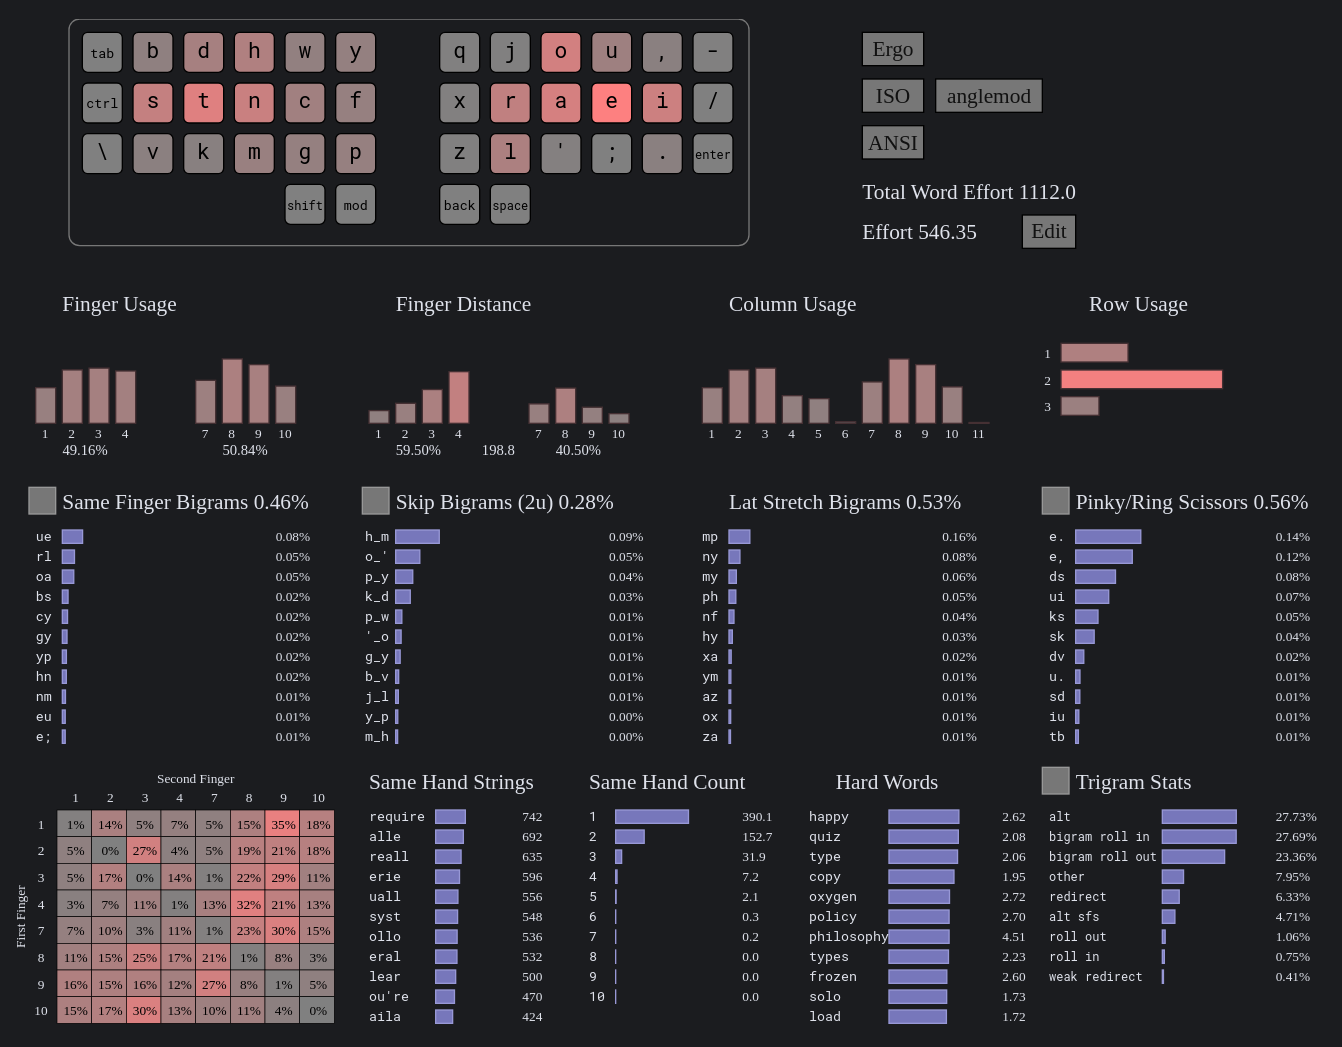 tab b d h w y q j o u , -
ctrl s t n c f x r a e i /
\ v k m g p z l ' ; . enter
shift mod back space
Ergo
ISO anglemod
ANSI
Total Word Effort 1112.0
Effort 546.35 Edit
Finger Usage
1 2 3 4 7 8 9 10
49.16% 50.84%
Finger Distance
1 2 3 4 7 8 9 10
59.50% 198.8 40.50%
Column Usage
1 2 3 4 5 6 7 8 9 10 11
Row Usage
1
2
3
Same Finger Bigrams 0.46%
ue 0.08%
rl 0.05%
oa 0.05%
bs 0.02%
cy 0.02%
gy 0.02%
yp 0.02%
hn 0.02%
nm 0.01%
eu 0.01%
e; 0.01%
Skip Bigrams (2u) 0.28%
h_m 0.09%
o_' 0.05%
p_y 0.04%
k_d 0.03%
p_w 0.01%
'_o 0.01%
g_y 0.01%
b_v 0.01%
j_l 0.01%
y_p 0.00%
m_h 0.00%
Lat Stretch Bigrams 0.53%
mp 0.16%
ny 0.08%
my 0.06%
ph 0.05%
nf 0.04%
hy 0.03%
xa 0.02%
ym 0.01%
az 0.01%
ox 0.01%
za 0.01%
Pinky/Ring Scissors 0.56%
e. 0.14%
e, 0.12%
ds 0.08%
ui 0.07%
ks 0.05%
sk 0.04%
dv 0.02%
u. 0.01%
sd 0.01%
iu 0.01%
tb 0.01%
Second Finger
1 2 3 4 7 8 9 10
First Finger
1 1% 14% 5% 7% 5% 15% 35% 18%
2 5% 0% 27% 4% 5% 19% 21% 18%
3 5% 17% 0% 14% 1% 22% 29% 11%
4 3% 7% 11% 1% 13% 32% 21% 13%
7 7% 10% 3% 11% 1% 23% 30% 15%
8 11% 15% 25% 17% 21% 1% 8% 3%
9 16% 15% 16% 12% 27% 8% 1% 5%
10 15% 17% 30% 13% 10% 11% 4% 0%
Same Hand Strings
require 742
alle 692
reall 635
erie 596
uall 556
syst 548
ollo 536
eral 532
lear 500
ou're 470
aila 424
Same Hand Count
1 390.1
2 152.7
3 31.9
4 7.2
5 2.1
6 0.3
7 0.2
8 0.0
9 0.0
10 0.0
Hard Words
happy 2.62
quiz 2.08
type 2.06
copy 1.95
oxygen 2.72
policy 2.70
philosophy 4.51
types 2.23
frozen 2.60
solo 1.73
load 1.72
Trigram Stats
alt 27.73%
bigram roll in 27.69%
bigram roll out 23.36%
other 7.95%
redirect 6.33%
alt sfs 4.71%
roll out 1.06%
roll in 0.75%
weak redirect 0.41%